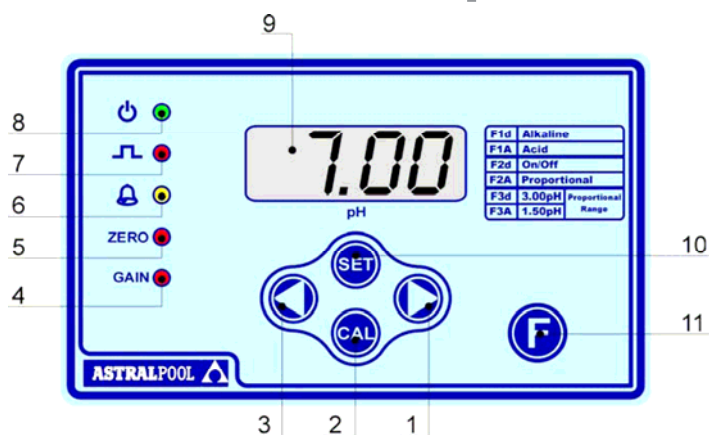 9
8
7
6
5
4
ZERO
GAIN
7.00
pH
F1d Alkaline
F1A Acid
F2d On/Off
F2A Proportional
F3d 3.00pH Proportional
F3A 1.50pH Range
SET
CAL
F
10
11
ASTRALPOOL
3 2 1